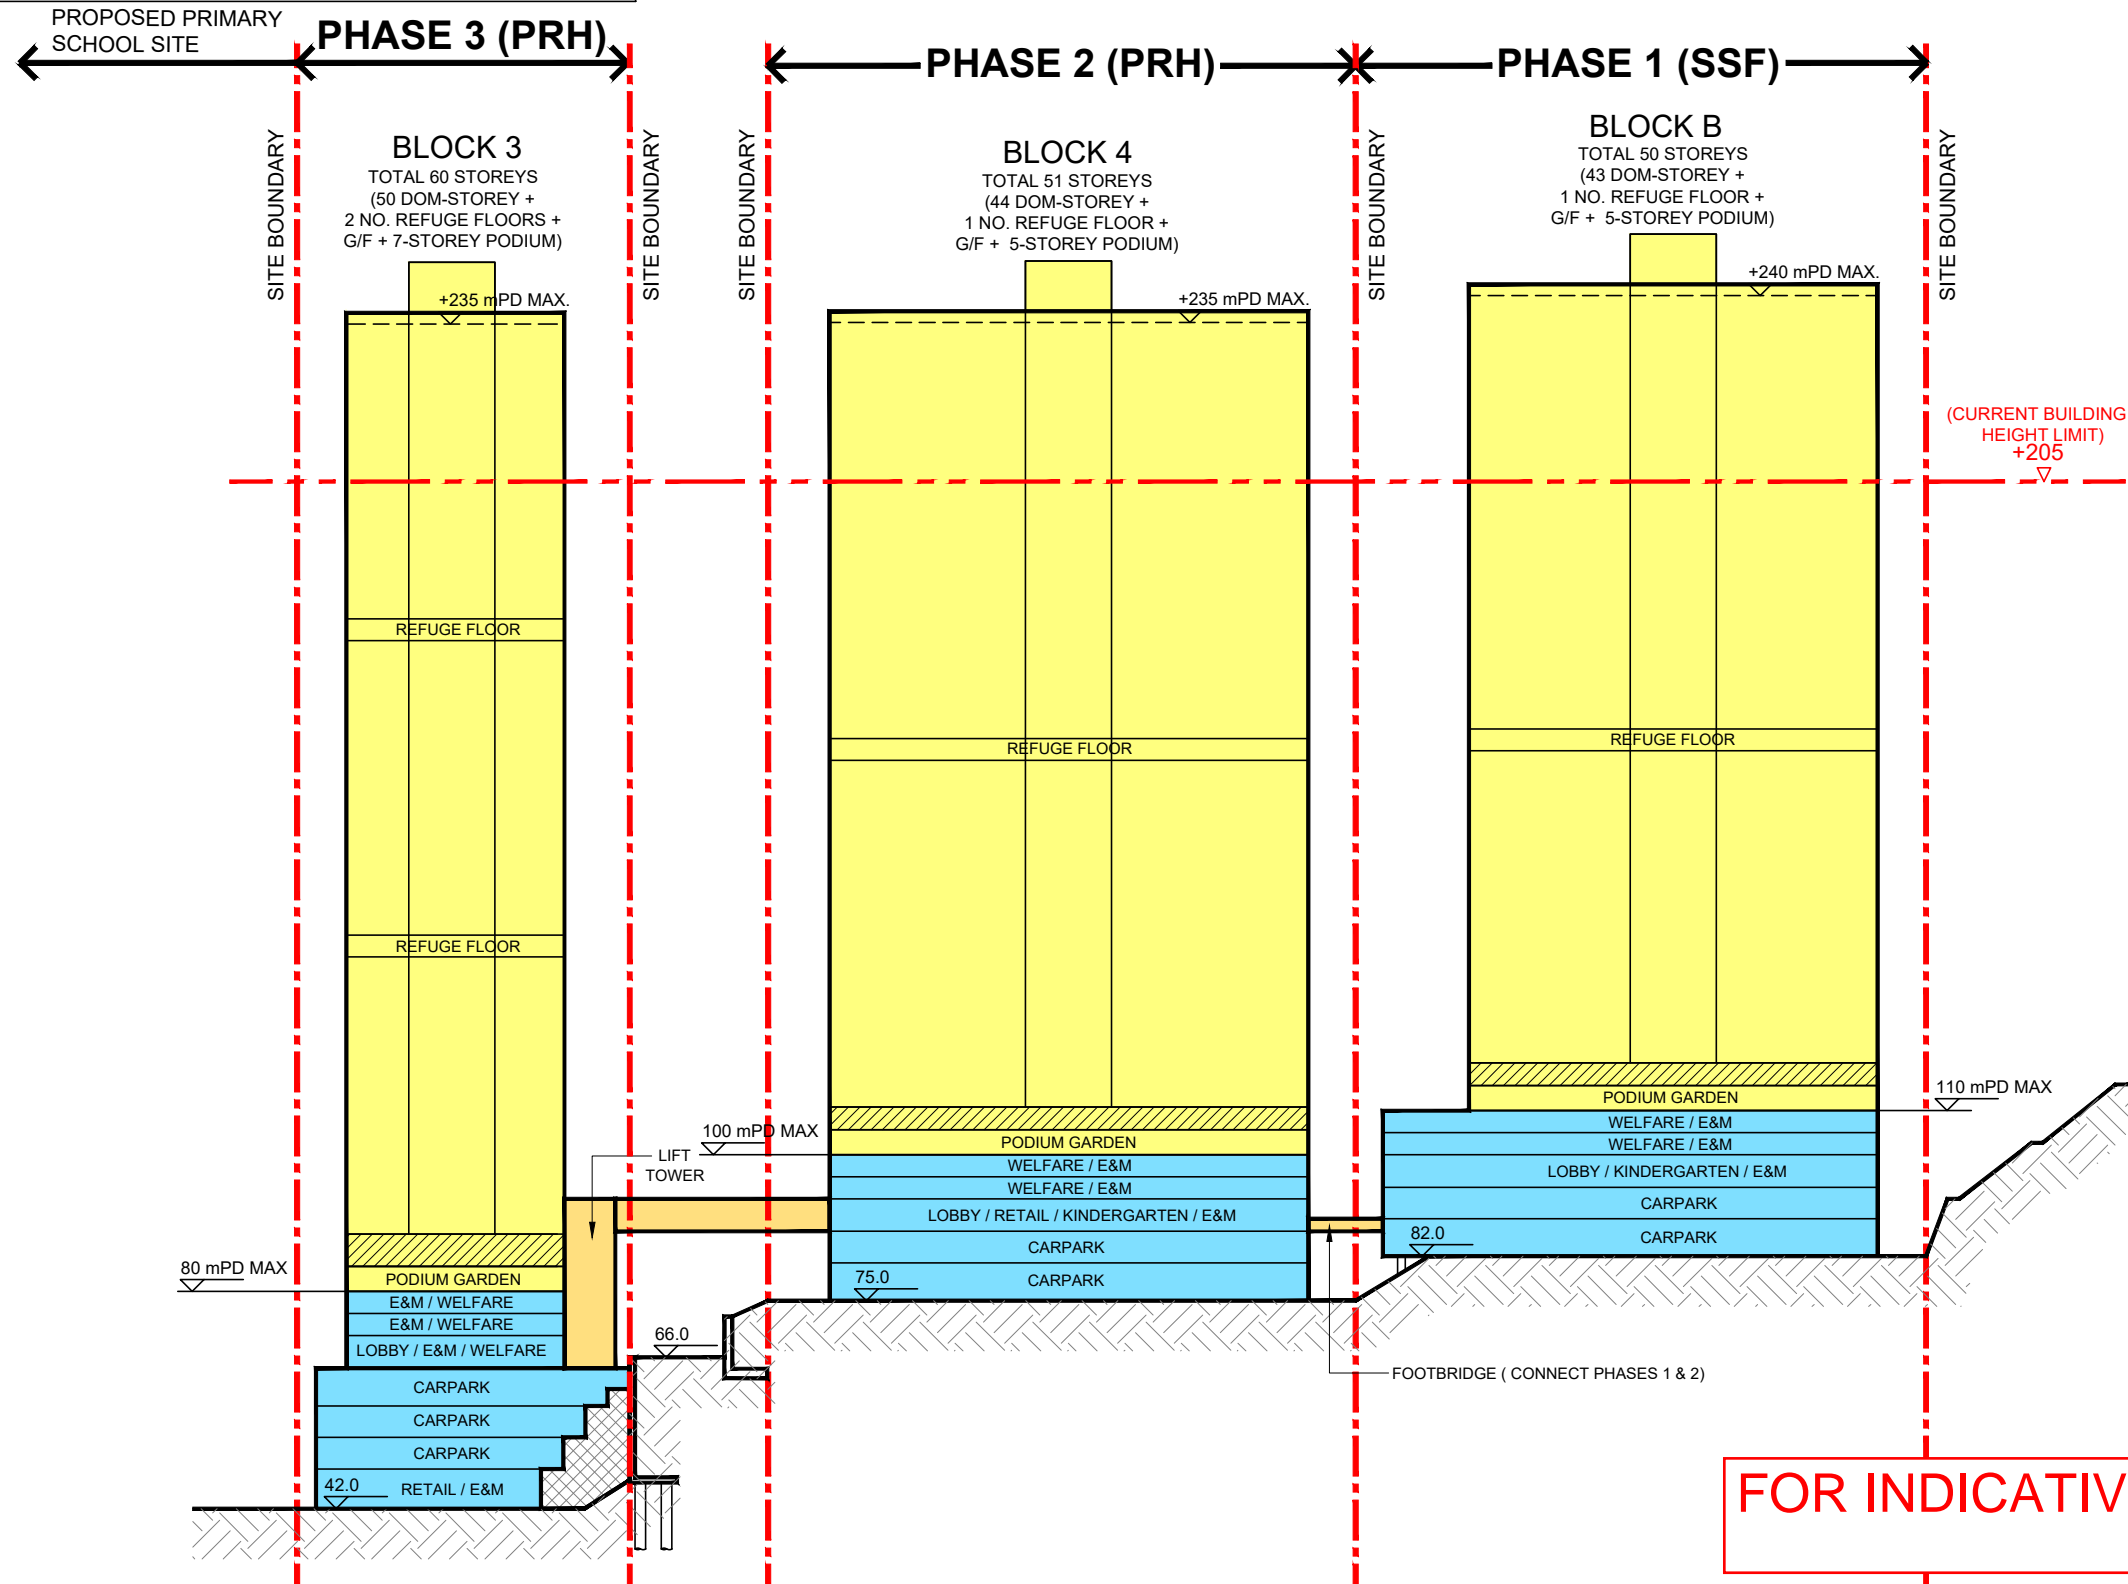 PROPOSED PRIMARY
SCHOOL SITE
PHASE 3 (PRH)
PHASE 2 (PRH)
PHASE 1 (SSF)
SITE BOUNDARY
BLOCK 3
TOTAL 60 STOREYS
(50 DOM-STOREY +
2 NO. REFUGE FLOORS +
G/F + 7-STOREY PODIUM)
SITE BOUNDARY
SITE BOUNDARY
BLOCK 4
TOTAL 51 STOREYS
(44 DOM-STOREY +
1 NO. REFUGE FLOOR +
G/F + 5-STOREY PODIUM)
SITE BOUNDARY
BLOCK B
TOTAL 50 STOREYS
(43 DOM-STOREY +
1 NO. REFUGE FLOOR +
G/F + 5-STOREY PODIUM)
SITE BOUNDARY
+235 mPD MAX.
+235 mPD MAX.
+240 mPD MAX.
(CURRENT BUILDING
HEIGHT LIMIT)
+205
REFUGE FLOOR
REFUGE FLOOR
REFUGE FLOOR
REFUGE FLOOR
80 mPD MAX
PODIUM GARDEN
E&M / WELFARE
E&M / WELFARE
LOBBY / E&M / WELFARE
CARPARK
CARPARK
CARPARK
42.0
RETAIL / E&M
LIFT
TOWER
66.0
100 mPD MAX
PODIUM GARDEN
WELFARE / E&M
WELFARE / E&M
LOBBY / RETAIL / KINDERGARTEN / E&M
CARPARK
75.0
CARPARK
110 mPD MAX
PODIUM GARDEN
WELFARE / E&M
WELFARE / E&M
LOBBY / KINDERGARTEN / E&M
CARPARK
82.0
CARPARK
FOOTBRIDGE ( CONNECT PHASES 1 & 2)
FOR INDICATIV